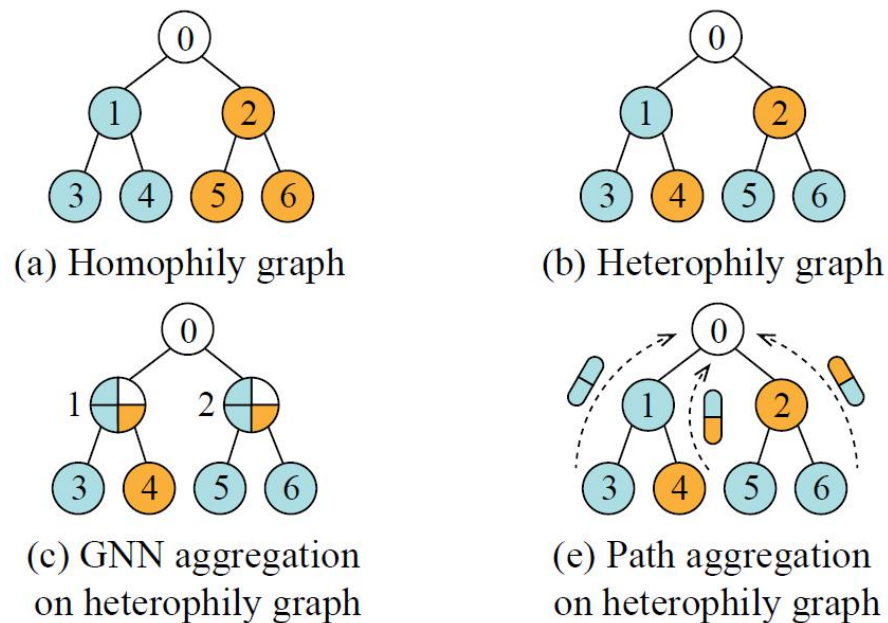 0 0
1 2 1 2
3 4 5 6 3 4 5 6
(a) Homophily graph (b) Heterophily graph
0 0
1 2 1 2
3 4 5 6 3 4 5 6
(c) GNN aggregation (e) Path aggregation
on heterophily graph on heterophily graph